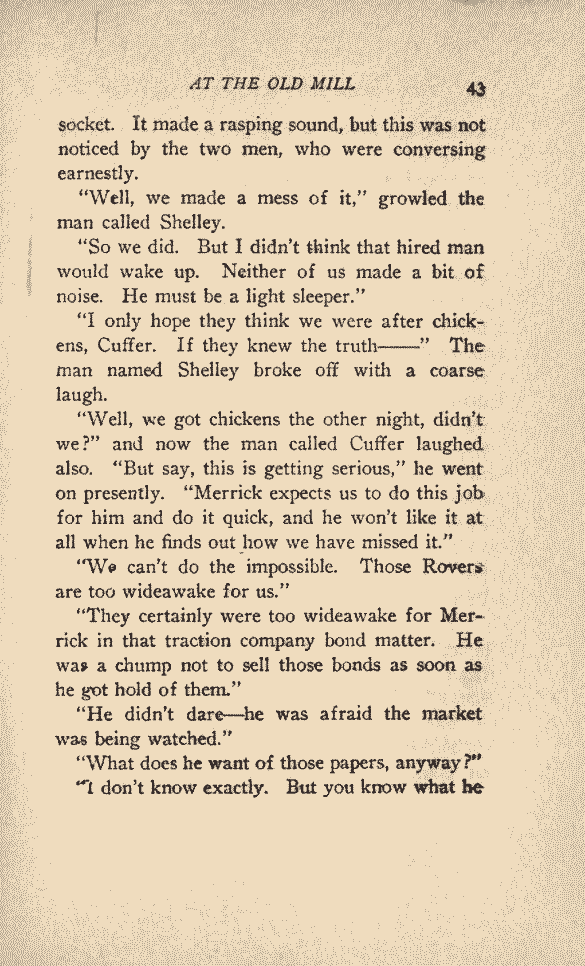 AT THE OLD MILL 43
socket. It made a rasping sound, but this was not
noticed by the two men, who were conversing
earnestly.
“Well, we made a mess of it,” growled the
man called Shelley.
“So we did. But I didn’t think that hired man
would wake up. Neither of us made a bit of
noise. He must be a light sleeper.”
“I only hope they think we were after chick-
ens, Cuffer. If they knew the truth——” The
man named Shelley broke off with a coarse
laugh.
“Well, we got chickens the other night, didn’t
we?” and now the man called Cuffer laughed
also. “But say, this is getting serious,” he went
on presently. “Merrick expects us to do this job
for him and do it quick, and he won’t like it at
all when he finds out how we have missed it.”
“We can’t do the impossible. Those Rovers
are too wideawake for us.”
“They certainly were too wideawake for Mer-
rick in that traction company bond matter. He
was a chump not to sell those bonds as soon as
he got hold of them.”
“He didn’t dare—he was afraid the market
was being watched.”
“What does he want of those papers, anyway?”
“I don’t know exactly. But you know what he